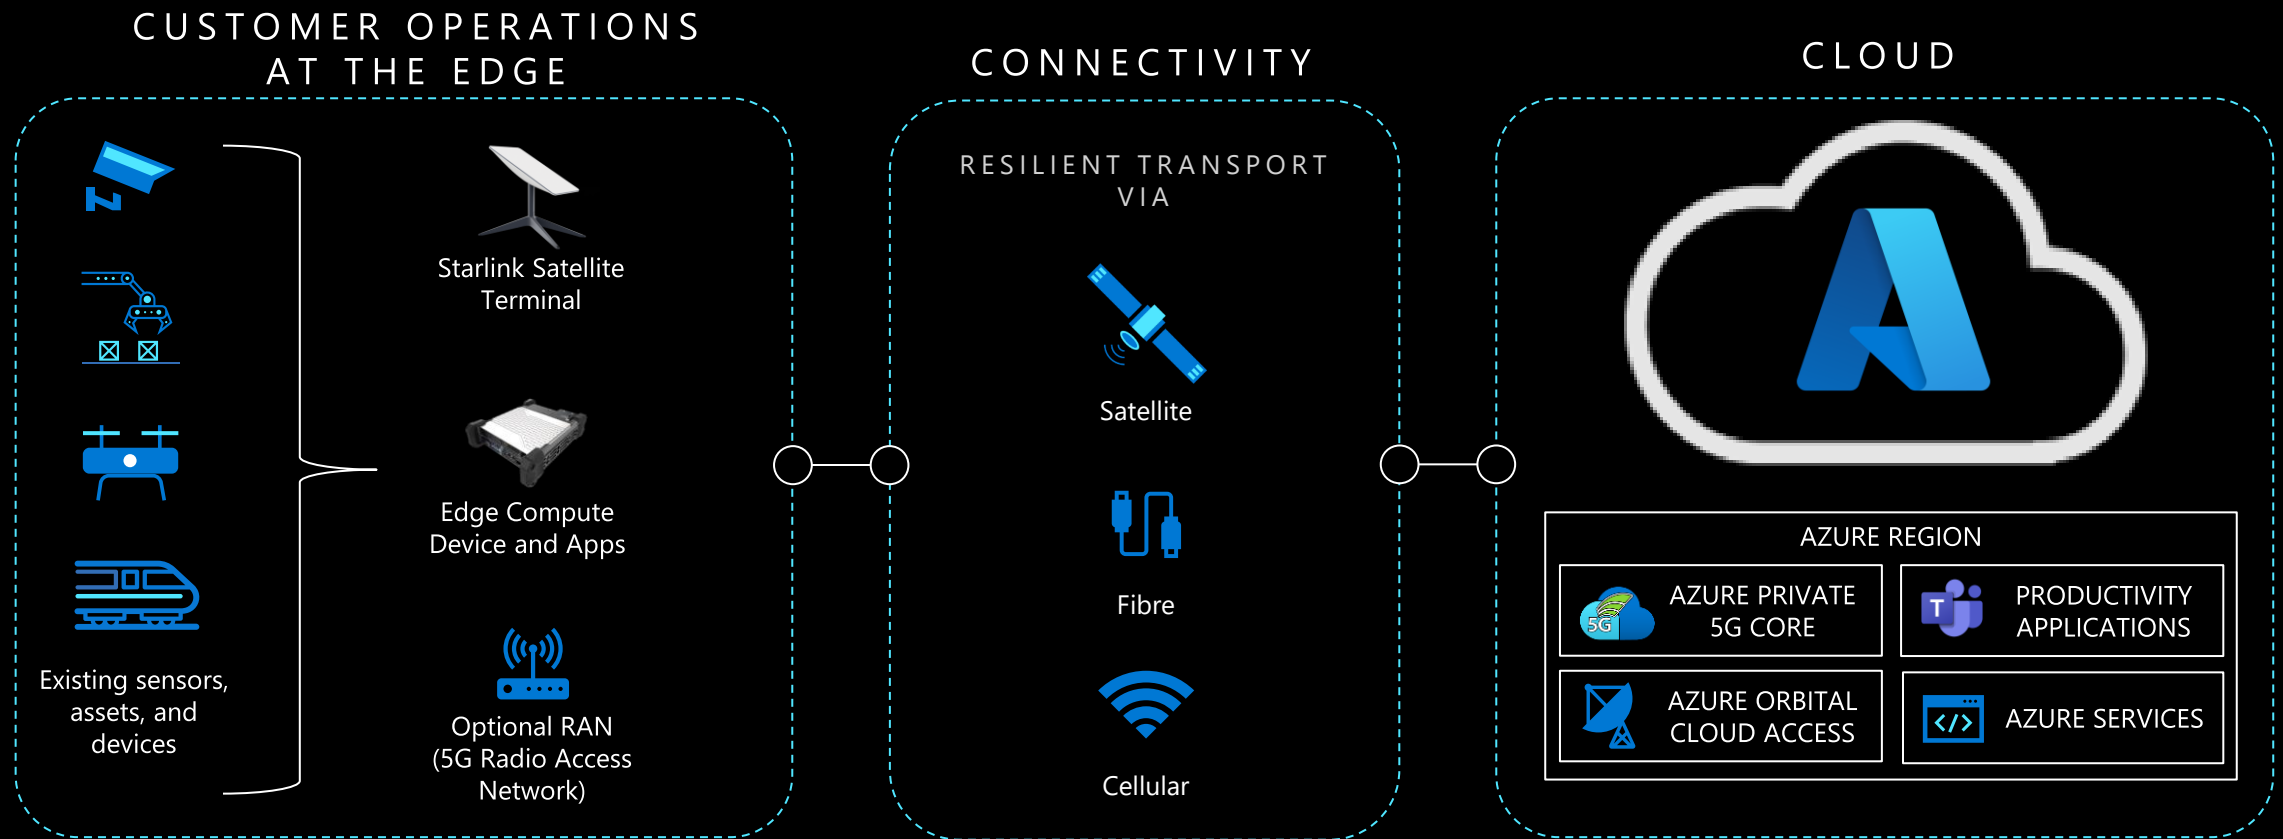 CUSTOMER OPERATIONS
AT THE EDGE
Existing sensors,
assets, and
devices
Starlink Satellite
Terminal
Edge Compute
Device and Apps
Optional RAN
(5G Radio Access
Network)
CONNECTIVITY
RESILIENT TRANSPORT
VIA
Satellite
Fibre
Cellular
CLOUD
AZURE REGION
5G
AZURE PRIVATE
5G CORE
T
PRODUCTIVITY
APPLICATIONS
AZURE ORBITAL
CLOUD ACCESS
</>
AZURE SERVICES